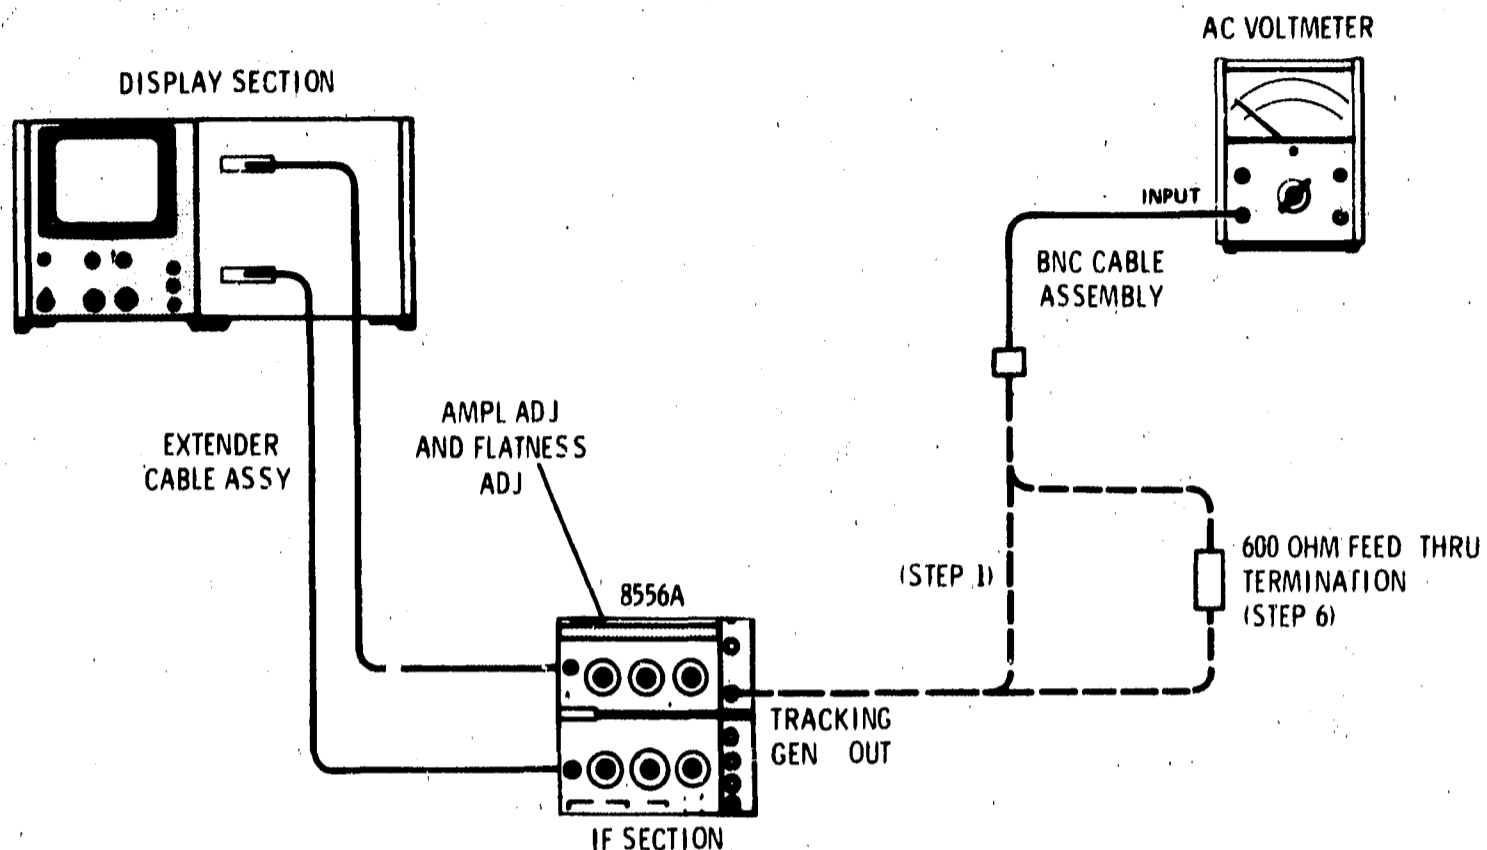 AC VOLTMETER
DISPLAY SECTION
INPUT
BNC CABLE
ASSEMBLY
AMPL ADJ
AND FLATNESS
ADJ
EXTENDER
CABLE ASSY
(STEP 1)
600 OHM FEED THRU
TERMINATION
(STEP 6)
8556A
TRACKING
GEN OUT
IF SECTION